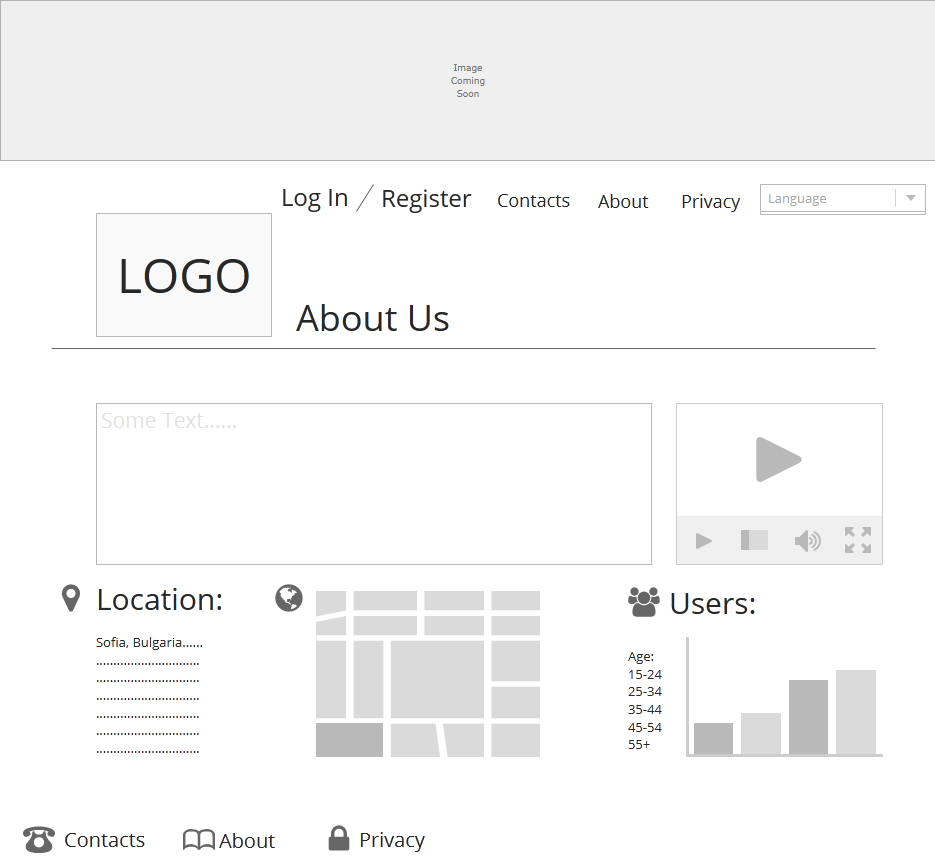 Image
Coming
Soon
Log In / Register Contacts About Privacy Language
LOGO
About Us
Some Text......
Location:
Users:
Sofia, Bulgaria......
..............................
..............................
..............................
..............................
..............................
..............................
Age:
15-24
25-34
35-44
45-54
55+
Contacts About Privacy